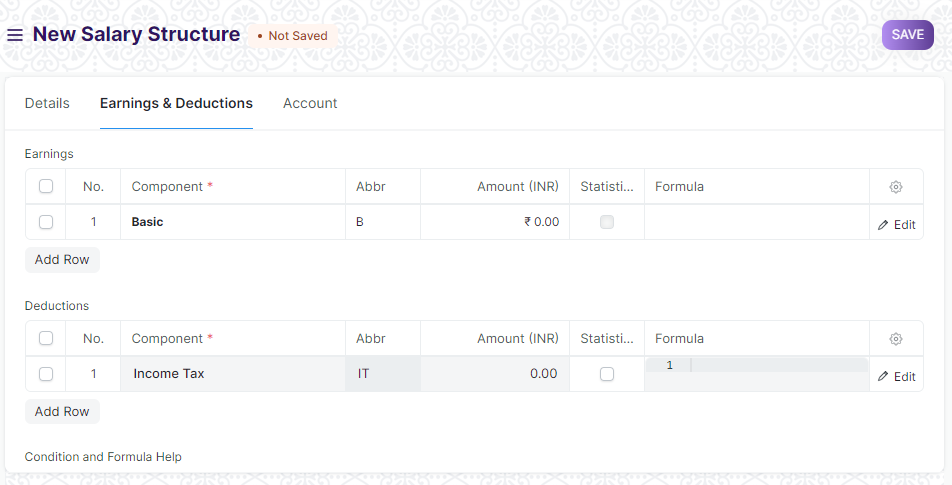 New Salary Structure • Not Saved SAVE
Details Earnings & Deductions Account
Earnings
No. Component * Abbr Amount (INR) Statisti... Formula
1 Basic B ₹ 0.00 Edit
Add Row
Deductions
No. Component * Abbr Amount (INR) Statisti... Formula
1 Income Tax IT 0.00 1 Edit
Add Row
Condition and Formula Help